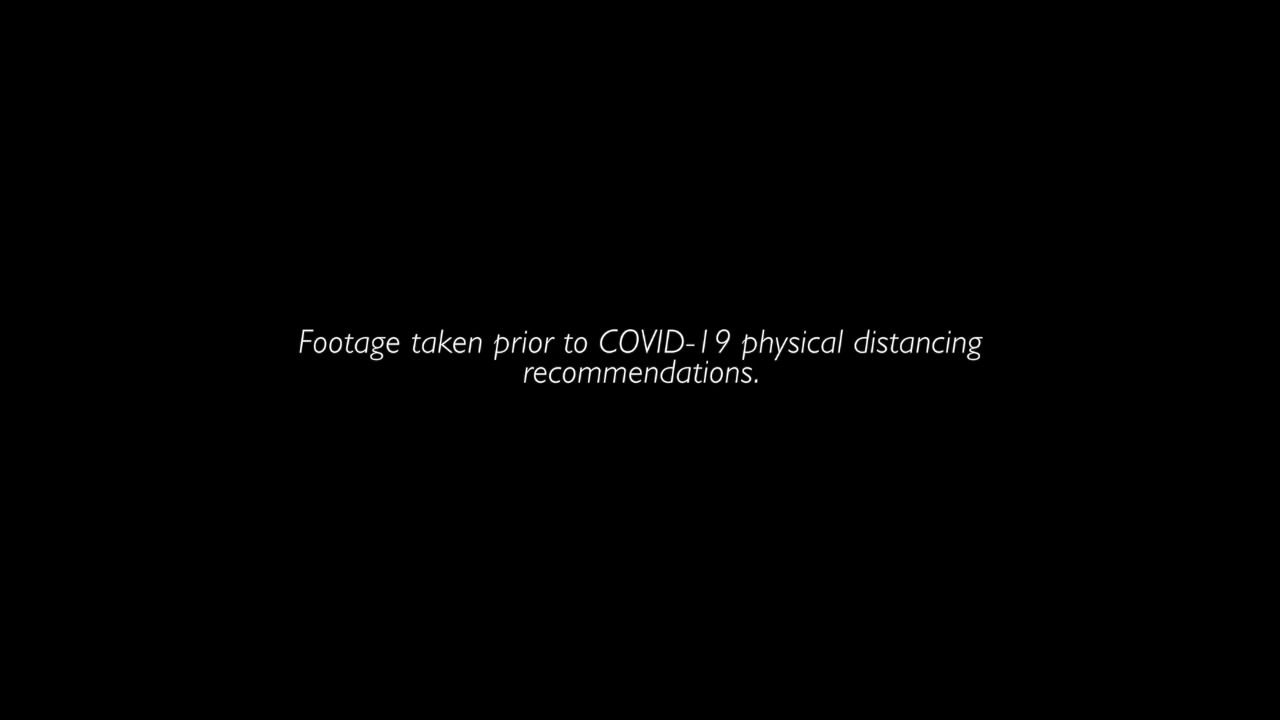 Footage taken prior to COVID-19 physical distancing
recommendations.